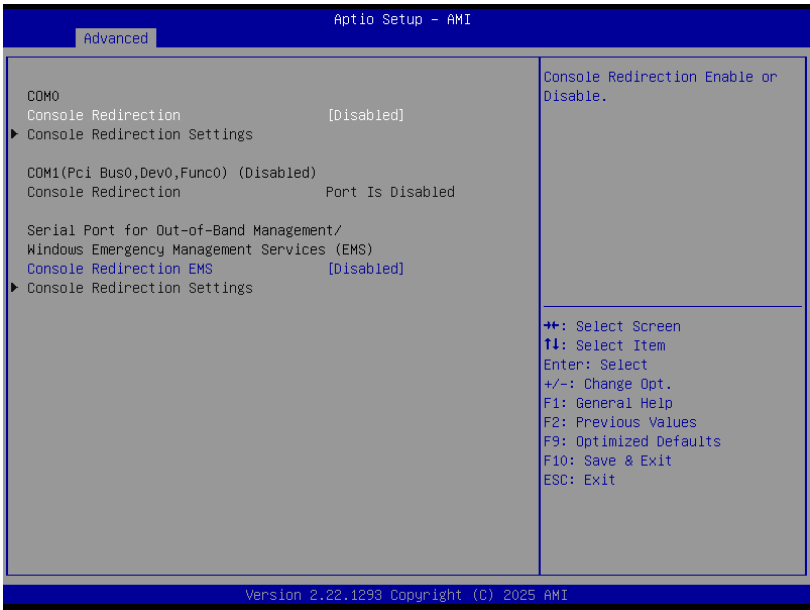 Aptio Setup – AMI
Advanced
COM0
Console Redirection [Disabled]
▶ Console Redirection Settings
COM1(Pci Bus0,Dev0,Func0) (Disabled)
Console Redirection Port Is Disabled
Serial Port for Out-of-Band Management/
Windows Emergency Management Services (EMS)
Console Redirection EMS [Disabled]
▶ Console Redirection Settings
Console Redirection Enable or
Disable.
→←: Select Screen
↑↓: Select Item
Enter: Select
+/-: Change Opt.
F1: General Help
F2: Previous Values
F9: Optimized Defaults
F10: Save & Exit
ESC: Exit
Version 2.22.1293 Copyright (C) 2025 AMI